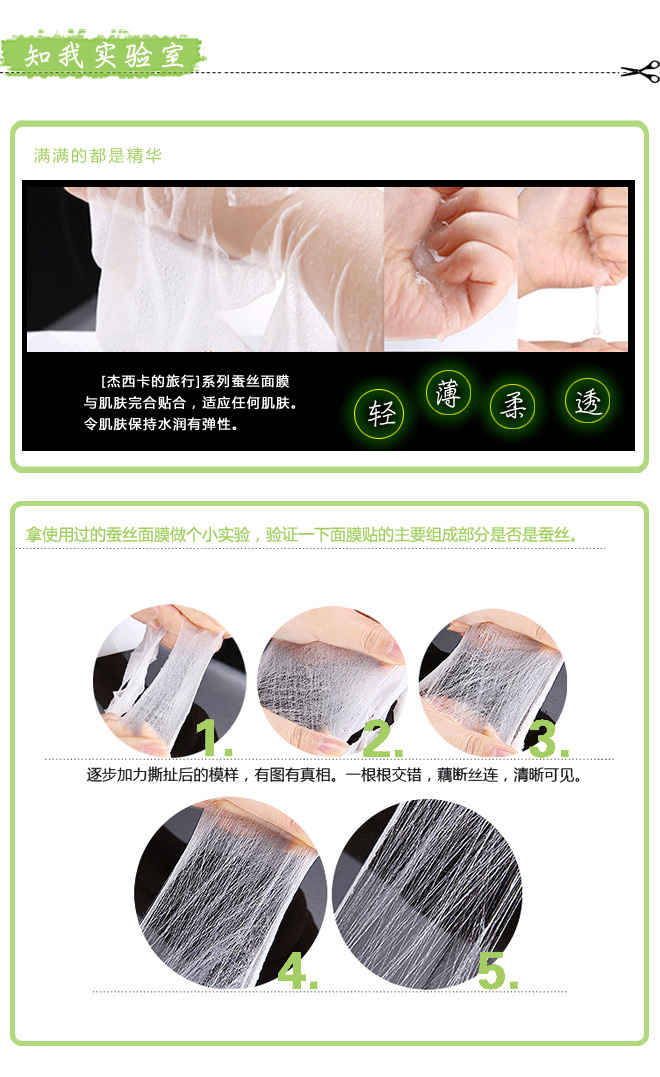 知我实验室
满满的都是精华
[杰西卡的旅行]系列蚕丝面膜
与肌肤完合贴合，适应任何肌肤。
令肌肤保持水润有弹性。
轻 薄 柔 透
拿使用过的蚕丝面膜做个小实验，验证一下面膜贴的主要组成部分是否是蚕丝。
1. 2. 3.
逐步加力撕扯后的模样，有图有真相。一根根交错，藕断丝连，清晰可见。
4. 5.